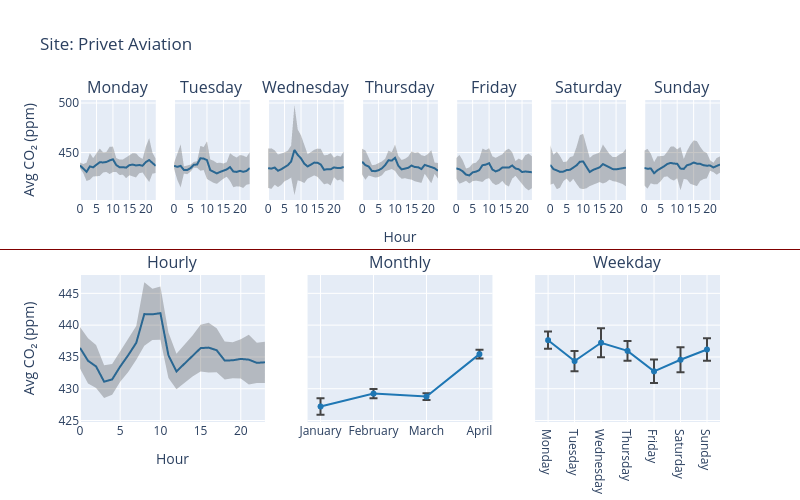 Site: Privet Aviation
Monday Tuesday Wednesday Thursday Friday Saturday Sunday
Avg CO₂ (ppm)
500
450
0 5 10 15 20 0 5 10 15 20 0 5 10 15 20 0 5 10 15 20 0 5 10 15 20 0 5 10 15 20 0 5 10 15 20
Hour
Hourly Monthly Weekday
Avg CO₂ (ppm)
445
440
435
430
425
0 5 10 15 20
Hour
January February March April
Monday
Tuesday
Wednesday
Thursday
Friday
Saturday
Sunday